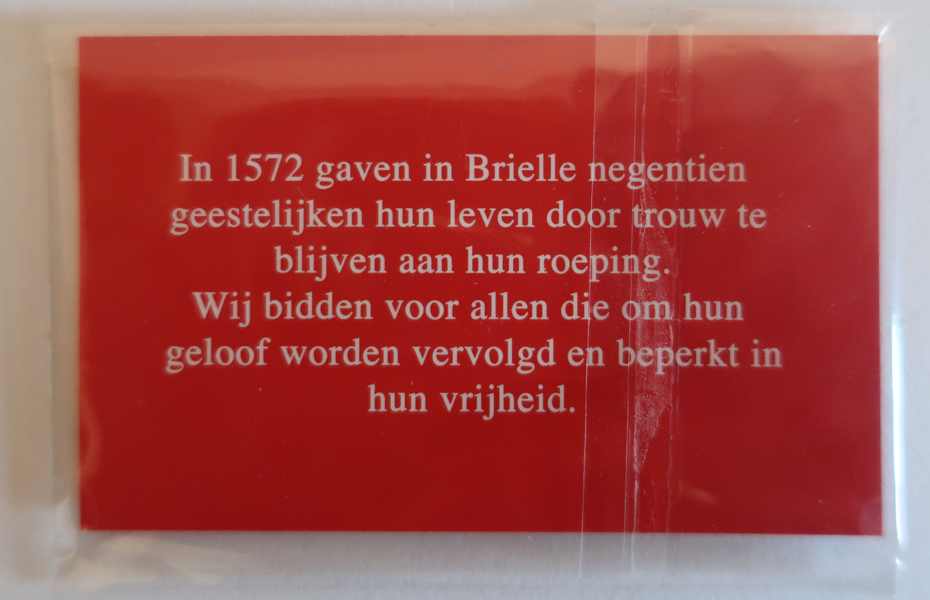 In 1572 gaven in Brielle negentien
geestelijken hun leven door trouw te
blijven aan hun roeping.
Wij bidden voor allen die om hun
geloof worden vervolgd en beperkt in
hun vrijheid.